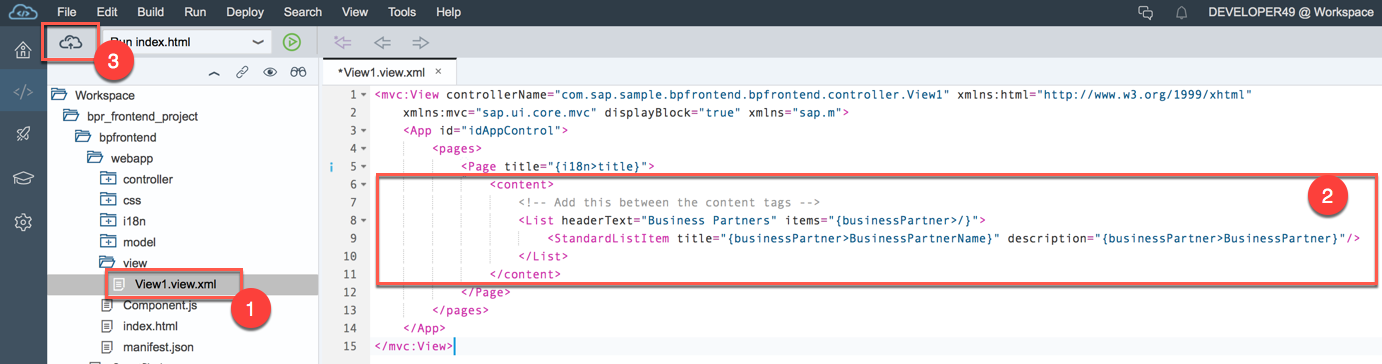 File Edit Build Run Deploy Search View Tools Help DEVELOPER49 @ Workspace
Run index.html
3
*View1.view.xml ×
Workspace
bpr_frontend_project
bpfrontend
webapp
controller
css
i18n
model
view
View1.view.xml
1
Component.js
index.html
manifest.json
1 <mvc:View controllerName="com.sap.sample.bpfrontend.bpfrontend.controller.View1" xmlns:html="http://www.w3.org/1999/xhtml"
2 xmlns:mvc="sap.ui.core.mvc" displayBlock="true" xmlns="sap.m">
3 <App id="idAppControl">
4 <pages>
i 5 <Page title="{i18n>title}">
6 <content>
2
7 <!-- Add this between the content tags -->
8 <List headerText="Business Partners" items="{businessPartner>/}">
9 <StandardListItem title="{businessPartner>BusinessPartnerName}" description="{businessPartner>BusinessPartner}"/>
10 </List>
11 </content>
12 </Page>
13 </pages>
14 </App>
15 </mvc:View>